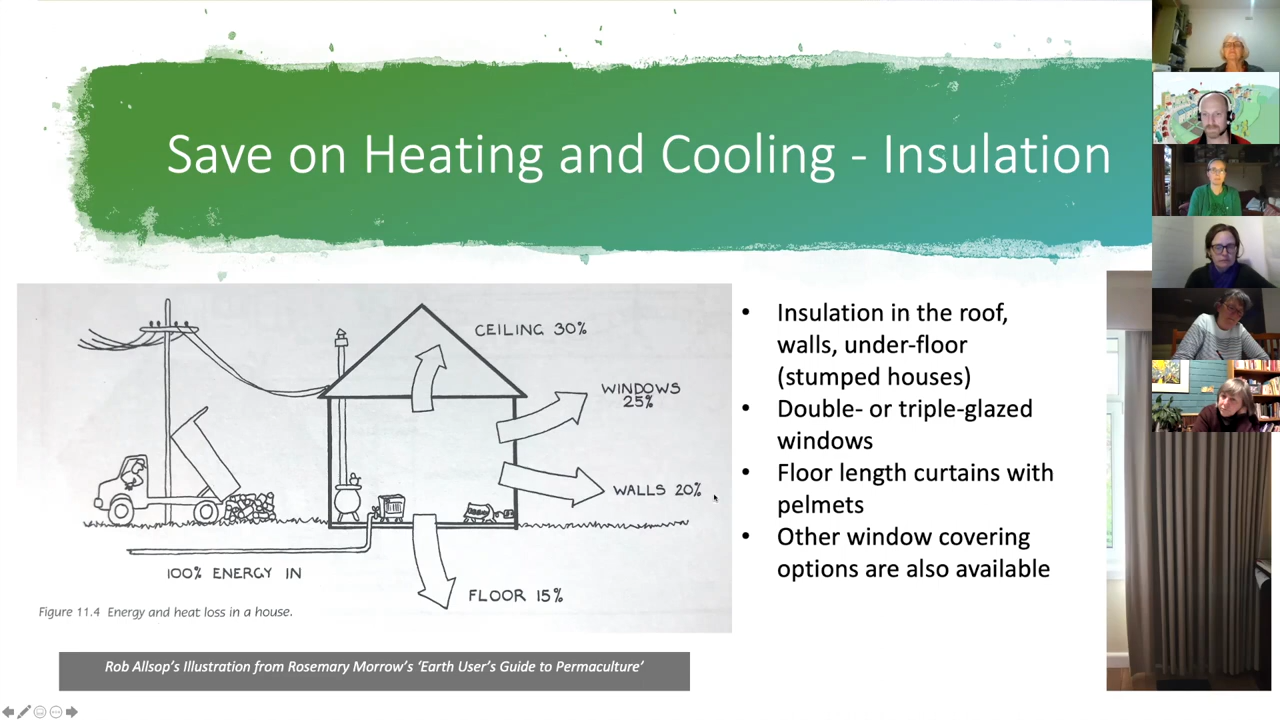 Save on Heating and Cooling - Insulation
CEILING 30%
WINDOWS
25%
WALLS 20%
100% ENERGY IN
FLOOR 15%
Figure 11.4 Energy and heat loss in a house.
Rob Allsop's Illustration from Rosemary Morrow's 'Earth User's Guide to Permaculture'
• Insulation in the roof,
walls, under-floor
(stumped houses)
• Double- or triple-glazed
windows
• Floor length curtains with
pelmets
• Other window covering
options are also available